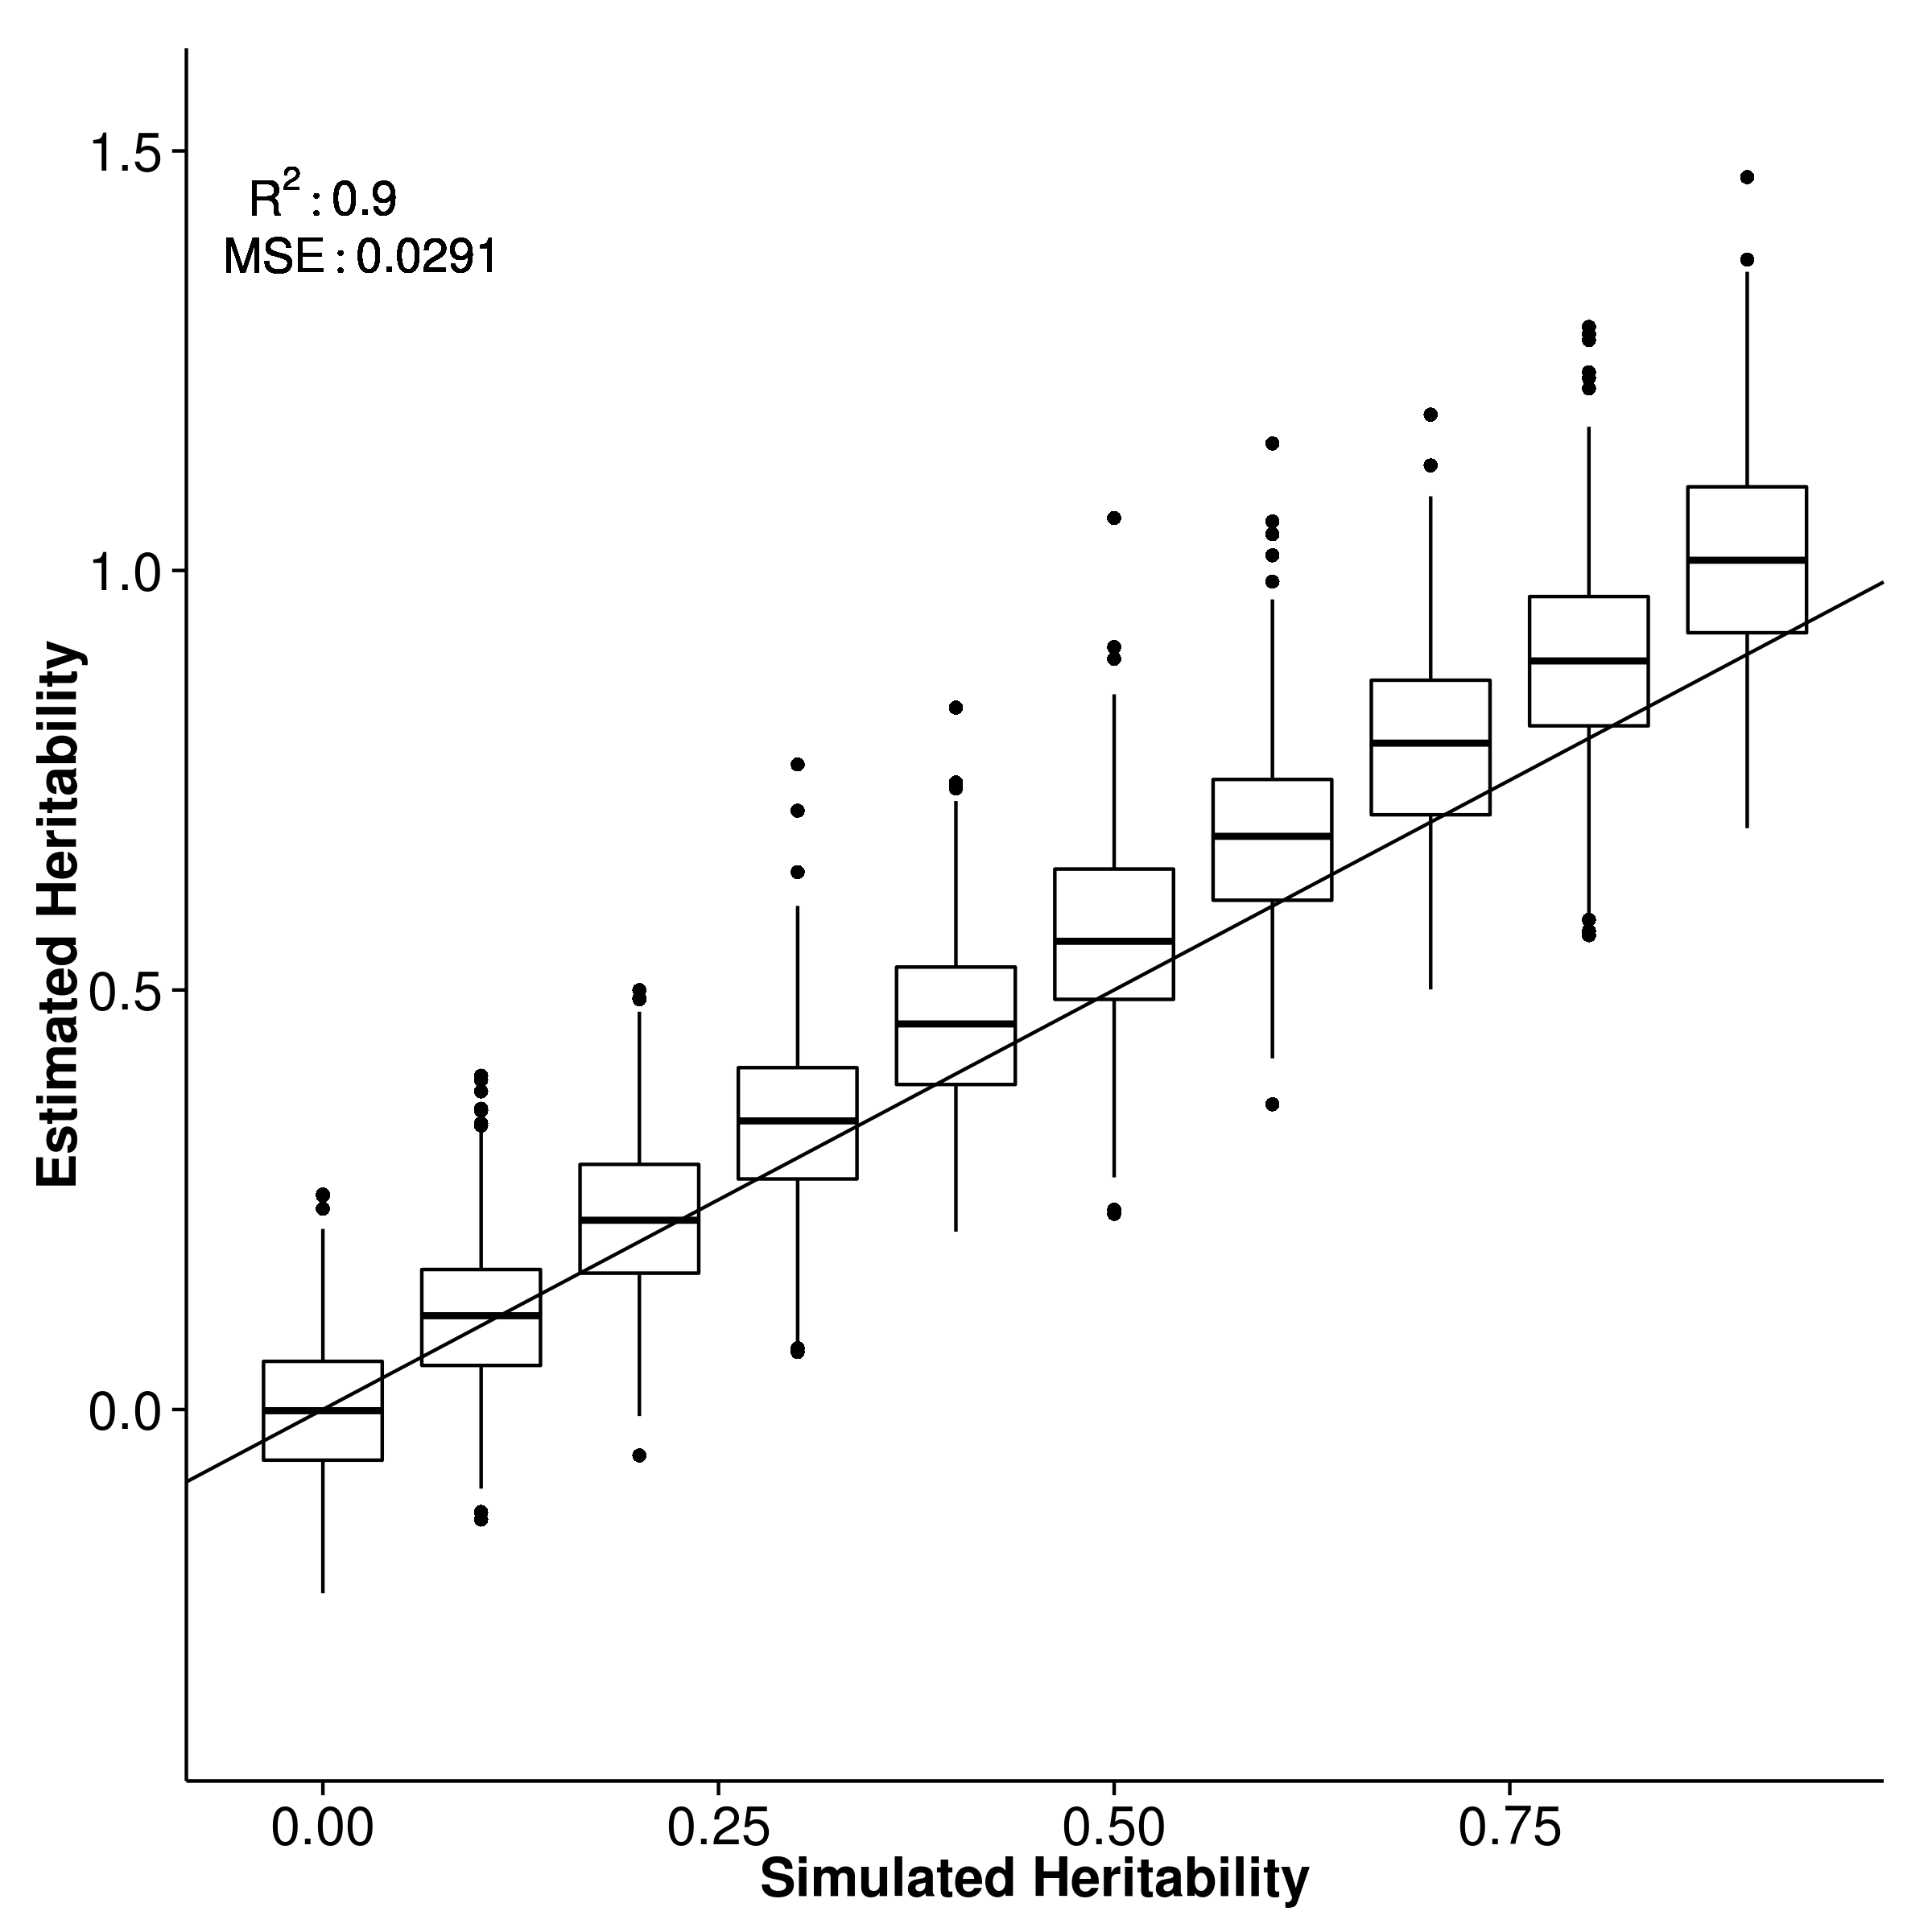 1.5
R²: 0.9
MSE: 0.0291
1.0
0.5
0.0
Estimated Heritability
0.00 0.25 0.50 0.75
Simulated Heritability